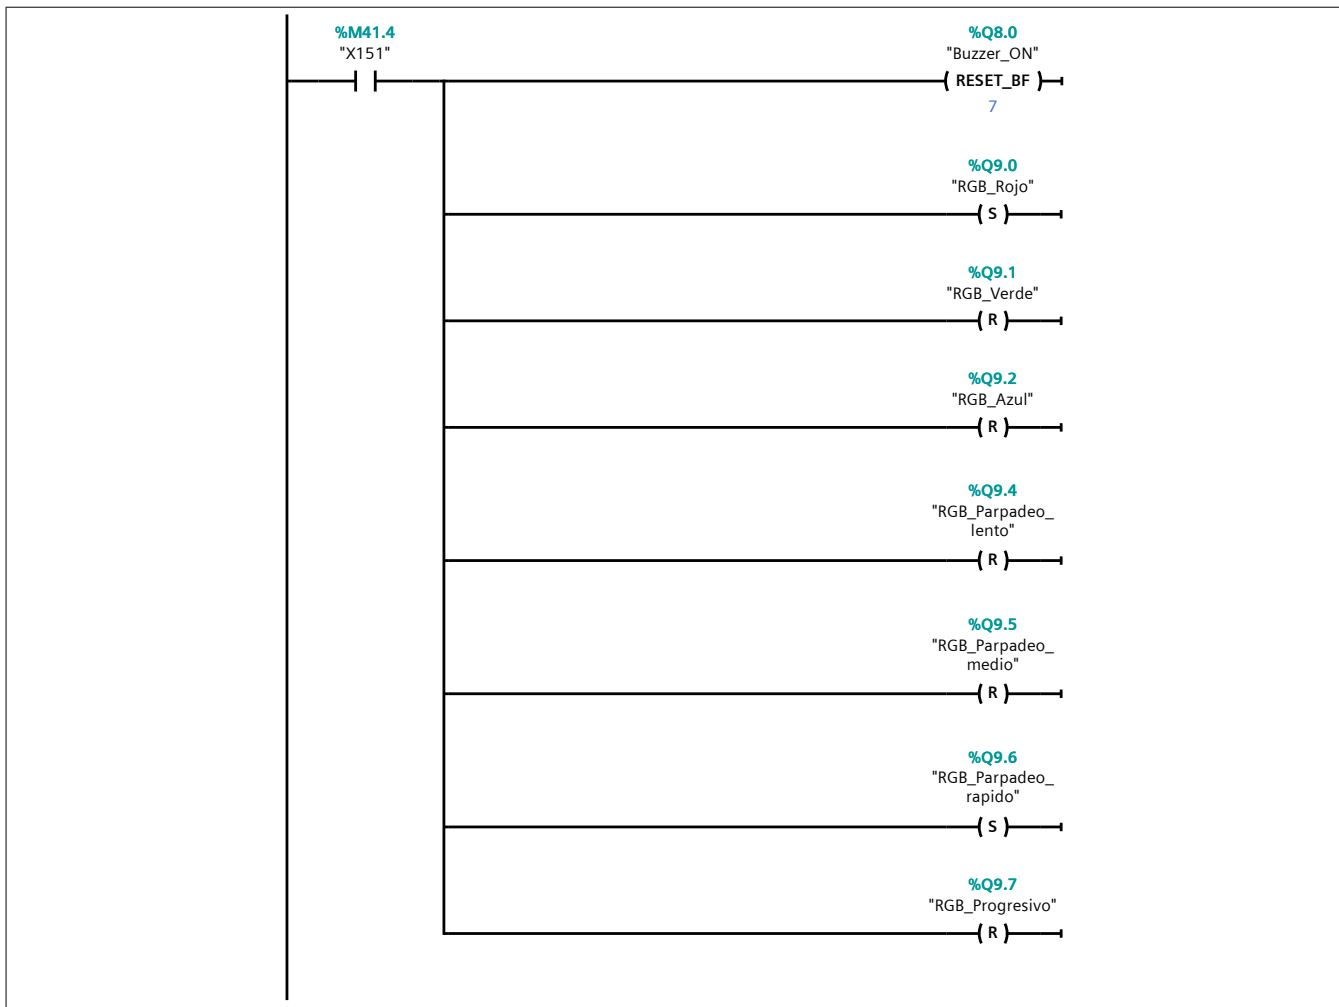 %M41.4
"X151"
%Q8.0
"Buzzer_ON"
RESET_BF
7
%Q9.0
"RGB_Rojo"
S
%Q9.1
"RGB_Verde"
R
%Q9.2
"RGB_Azul"
R
%Q9.4
"RGB_Parpadeo_
lento"
R
%Q9.5
"RGB_Parpadeo_
medio"
R
%Q9.6
"RGB_Parpadeo_
rapido"
S
%Q9.7
"RGB_Progresivo"
R